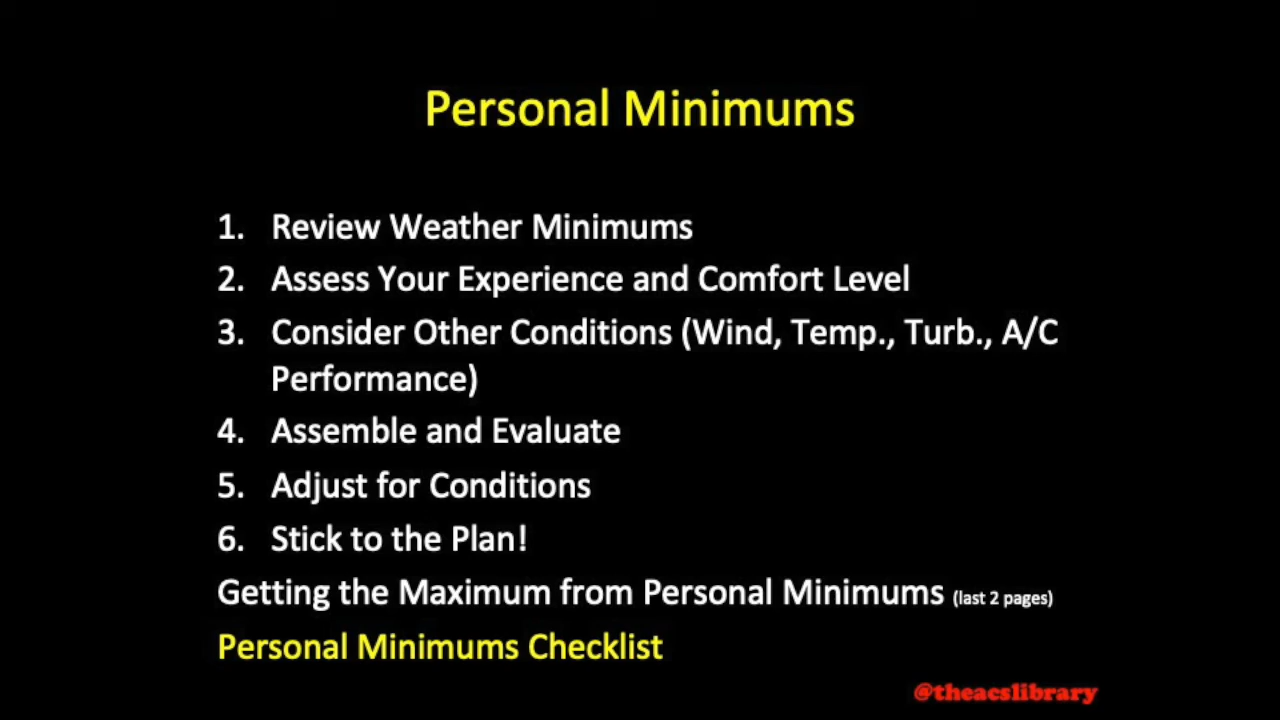 Personal Minimums
1. Review Weather Minimums
2. Assess Your Experience and Comfort Level
3. Consider Other Conditions (Wind, Temp., Turb., A/C
Performance)
4. Assemble and Evaluate
5. Adjust for Conditions
6. Stick to the Plan!
Getting the Maximum from Personal Minimums (last 2 pages)
Personal Minimums Checklist
@theacslibrary